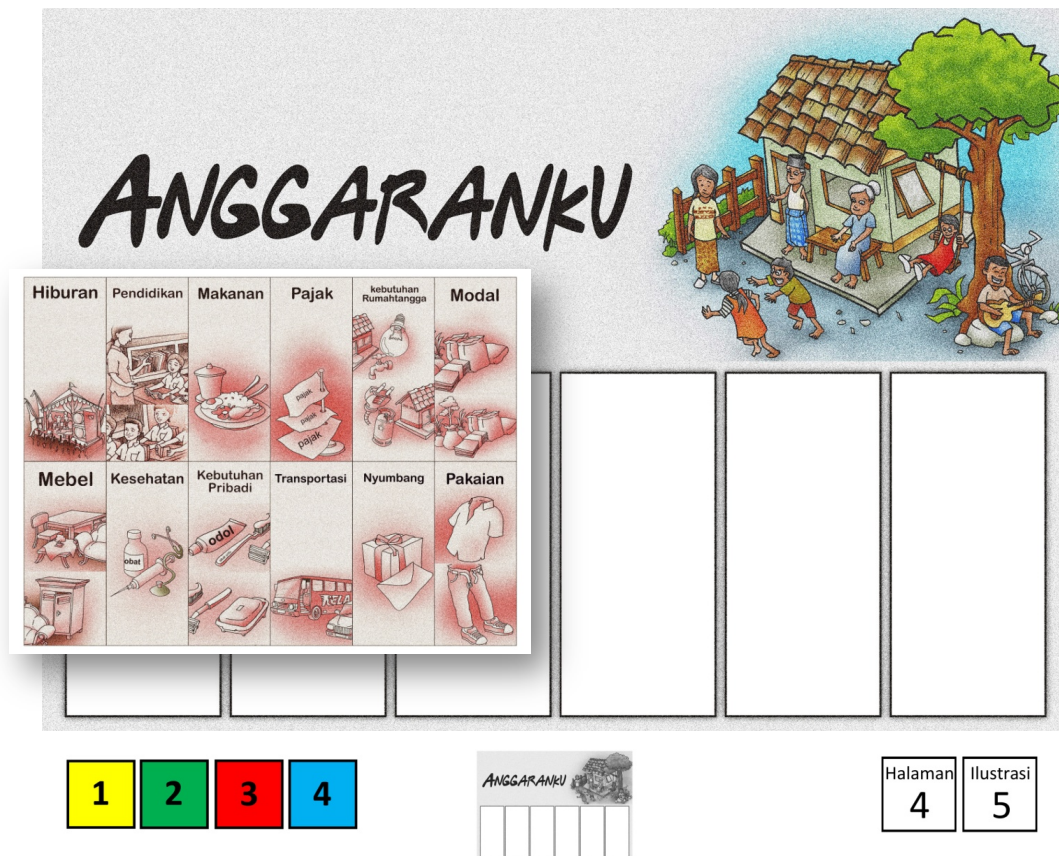 ANGGARANKU
Hiburan
Pendidikan
Makanan
Pajak
kebutuhan
Rumahtangga
Modal
pajak
pajak
pajak
Mebel
Kesehatan
Kebutuhan
Pribadi
Transportasi
Nyumbang
Pakaian
obat
odol
RELA
1
2
3
4
ANGGARANKU
Halaman
4
Ilustrasi
5